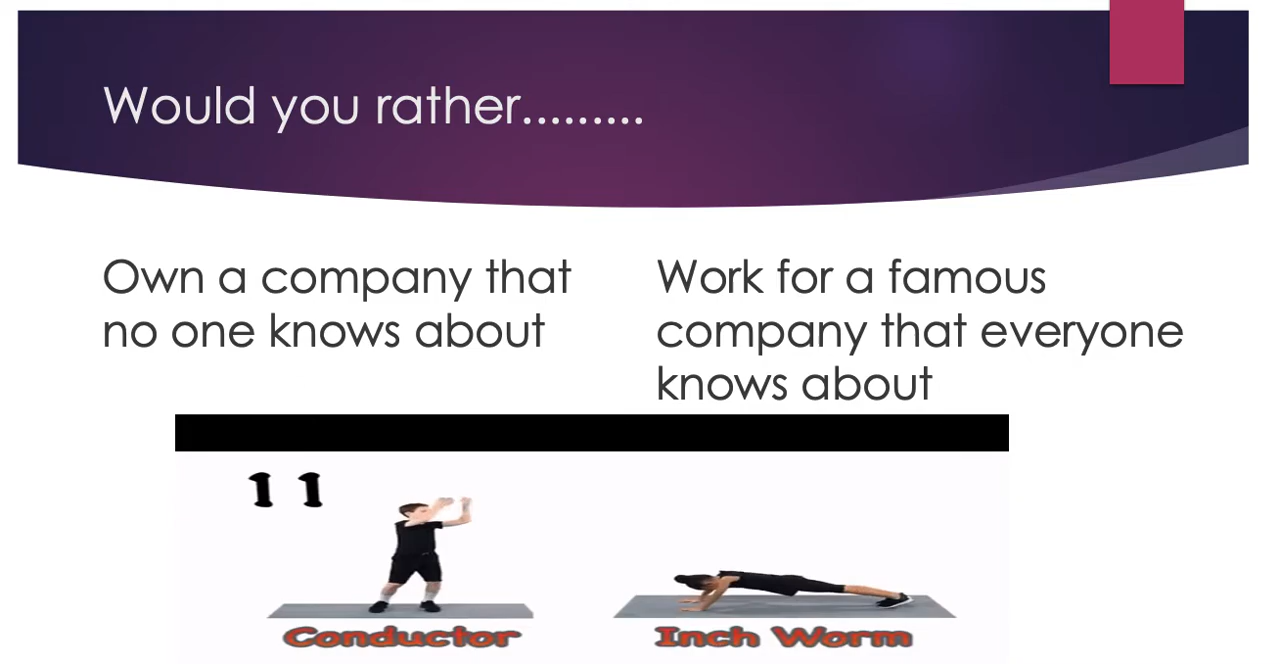 Would you rather.........
Own a company that
no one knows about
Work for a famous
company that everyone
knows about
11
Conductor
Inch Worm